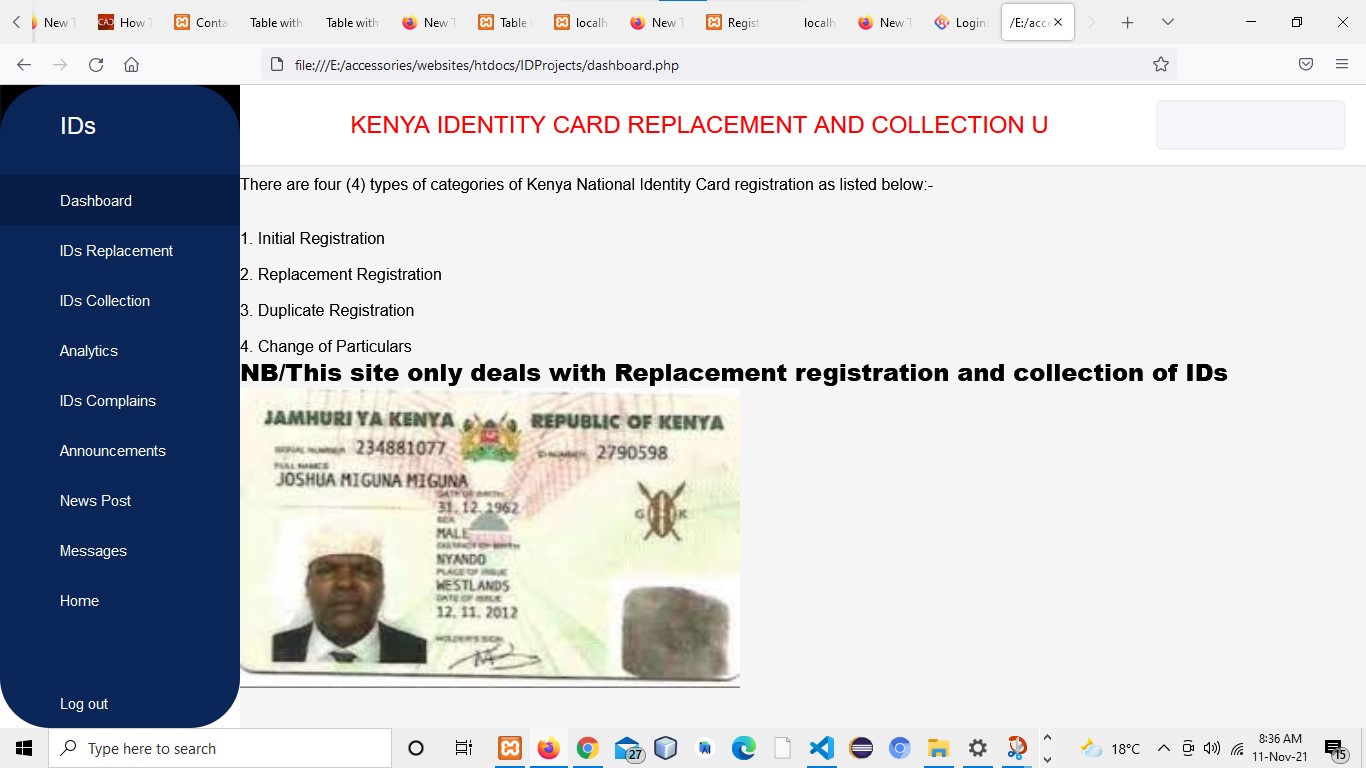 New T
How T
Conta
Table with
Table with
New T
Table
localh
New T
Regist
localh
New T
Login
/E:/acce
file:///E:/accessories/websites/htdocs/IDProjects/dashboard.php
IDs
Dashboard
IDs Replacement
IDs Collection
Analytics
IDs Complains
Announcements
News Post
Messages
Home
Log out
KENYA IDENTITY CARD REPLACEMENT AND COLLECTION U
There are four (4) types of categories of Kenya National Identity Card registration as listed below:-
1. Initial Registration
2. Replacement Registration
3. Duplicate Registration
4. Change of Particulars
NB/This site only deals with Replacement registration and collection of IDs
JAMHURI YA KENYA REPUBLIC OF KENYA
SERIAL NUMBER 234881077 ID NUMBER 2790598
FULL NAMES
JOSHUA MIGUNA MIGUNA
DATE OF BIRTH
31.12.1962
SEX
MALE
DISTRICT OF BIRTH
NYANDO
PLACE OF ISSUE
WESTLANDS
DATE OF ISSUE
12.11.2012
HOLDER'S SIGN
G K
Type here to search
27
18°C
8:36 AM
11-Nov-21
15